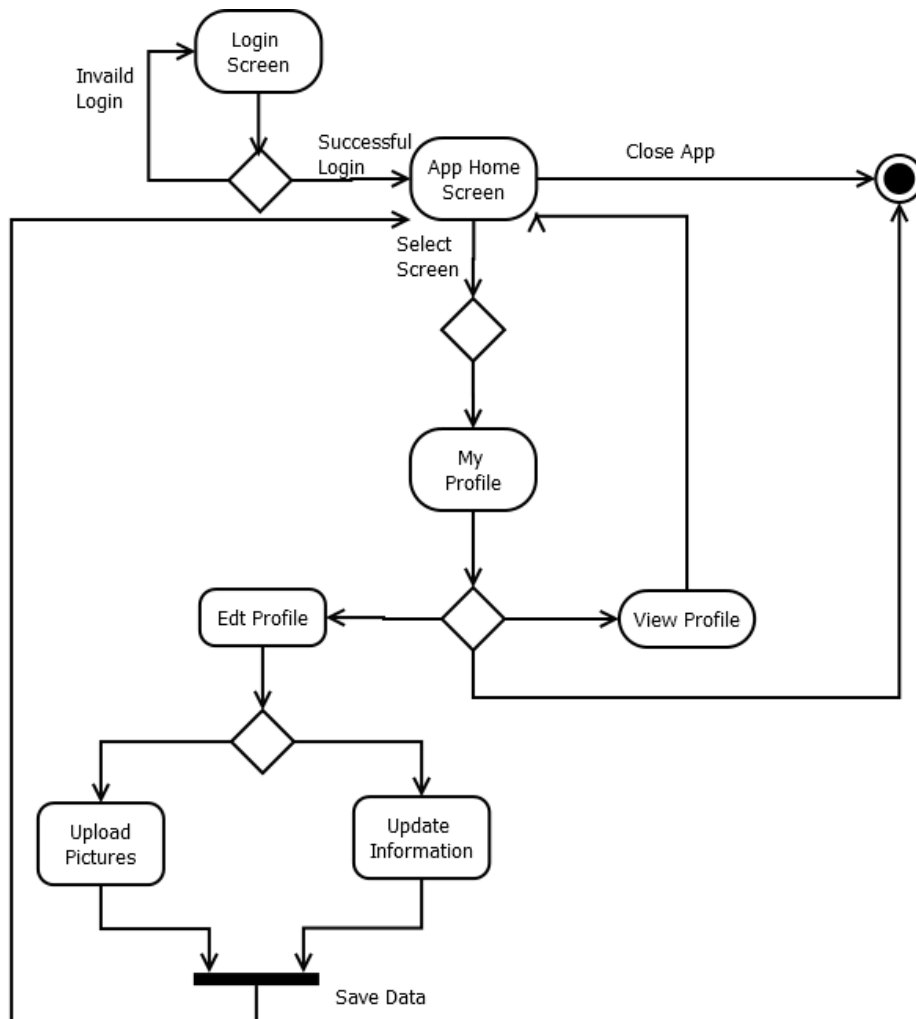 Login
Screen
Invaild
Login
Successful
Login
App Home
Screen
Close App
Select
Screen
My
Profile
Edt Profile
View Profile
Upload
Pictures
Update
Information
Save Data